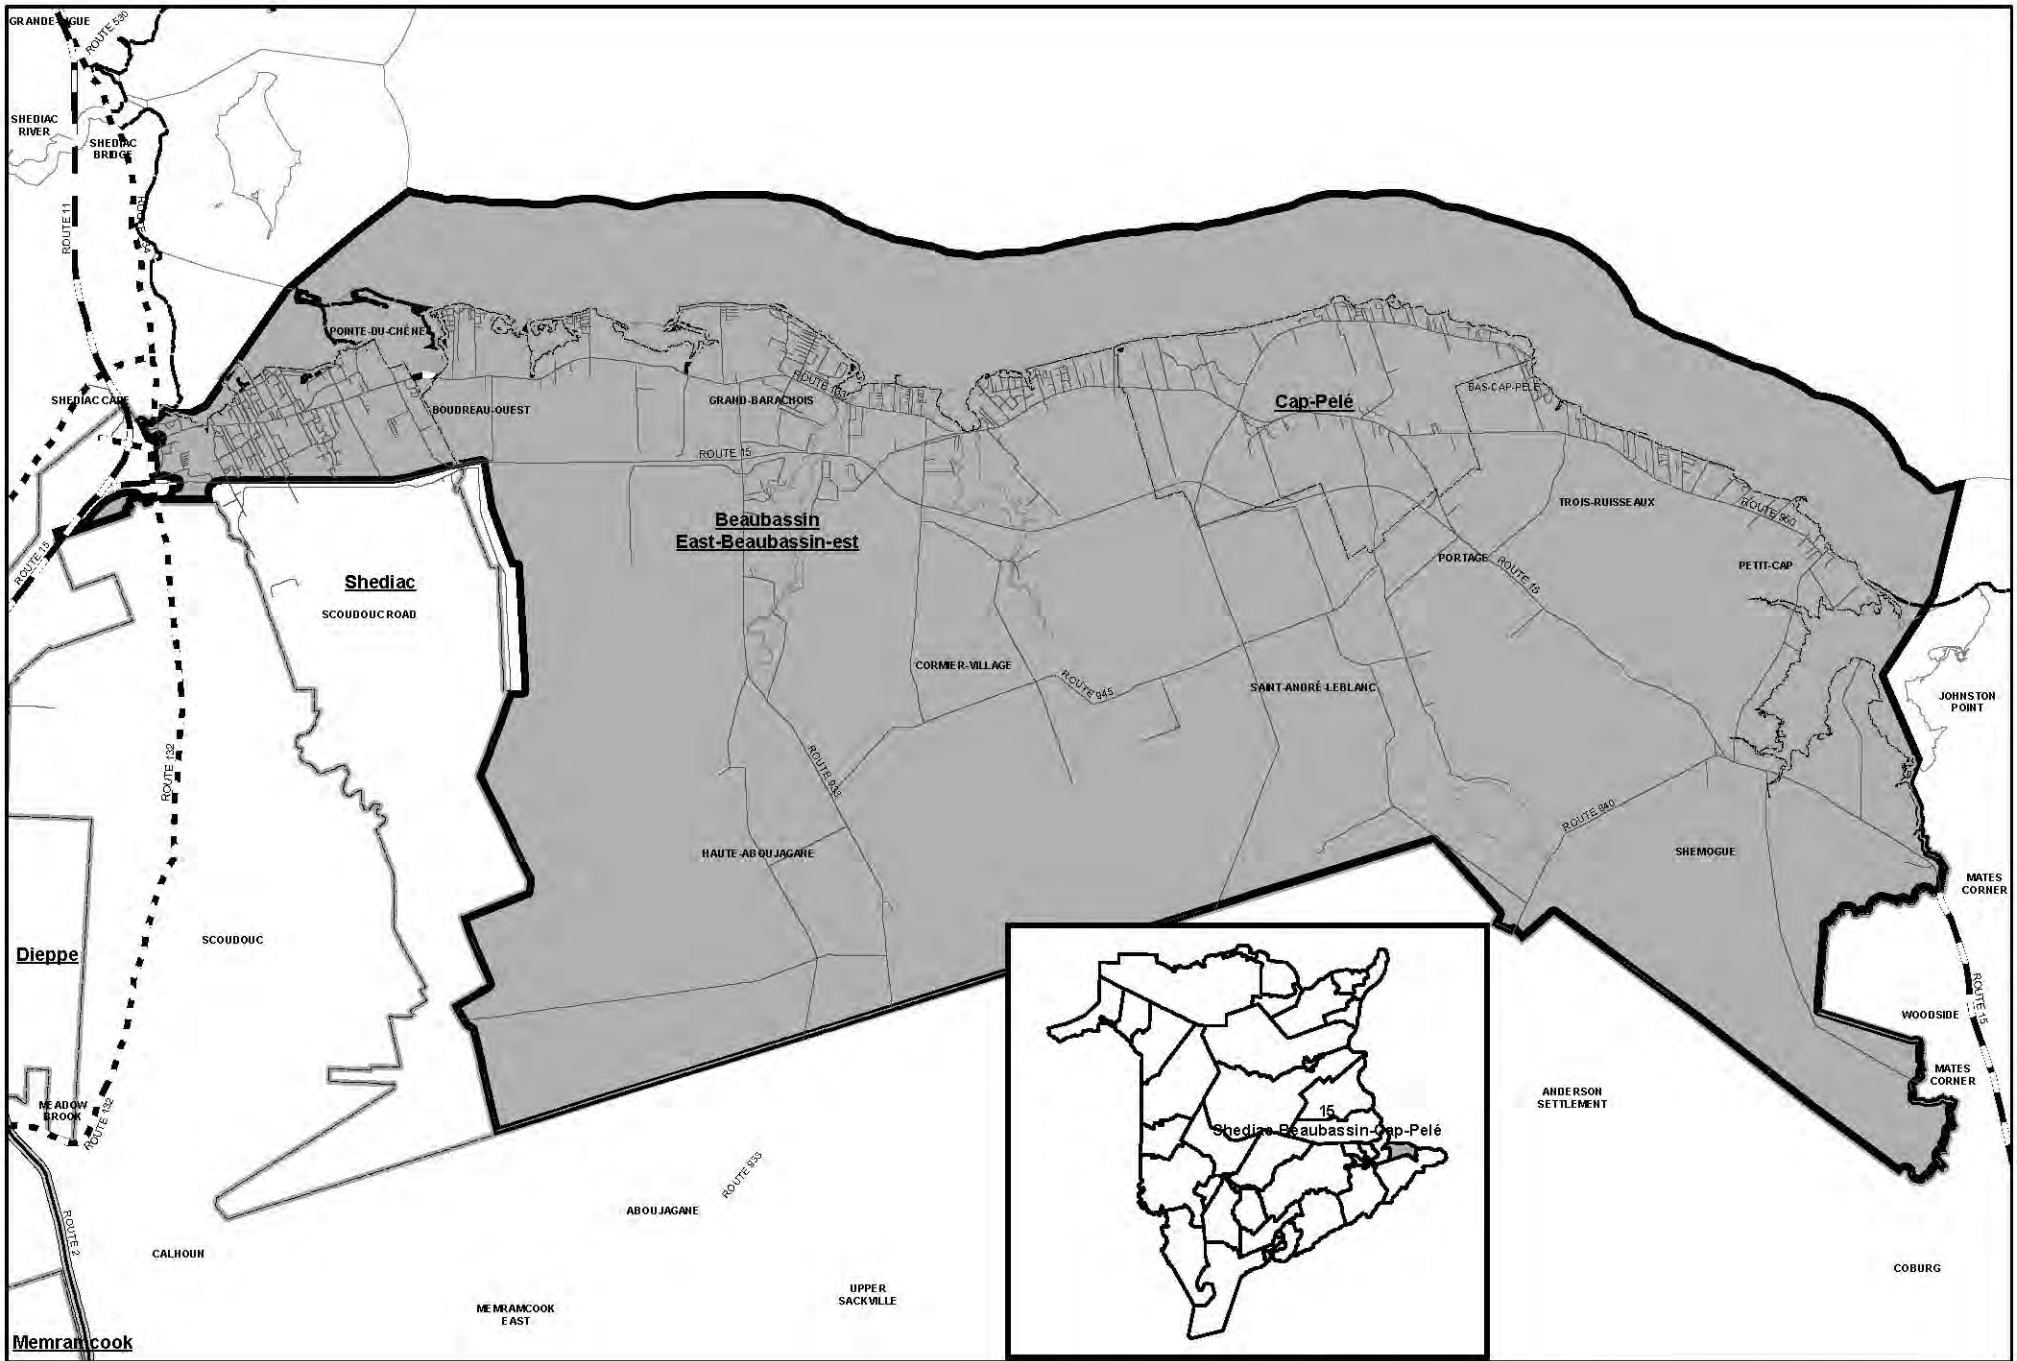 GRANDE-DIGUE
ROUTE 530
SHEDIAC
RIVER
SHEDIAC
BRIDGE
ROUTE 11
POINTE-DU-CHÊNE
SHEDIAC CAPE
BOUDREAU-OUEST
GRAND-BARACHOIS
BAS-CAP-PELÉ
Cap-Pelé
ROUTE 15
TROIS-RUISSEAUX
ROUTE 950
Beaubassin
East-Beaubassin-est
ROUTE 15
Shediac
SCOUDOUC ROAD
PORTAGE
ROUTE 15
PETIT-CAP
CORMIER-VILLAGE
ROUTE 945
SAINT-ANDRÉ-LEBLANC
JOHNSTON
POINT
ROUTE 132
ROUTE 933
ROUTE 940
HAUTE-ABOUJAGANE
SHEMOGUE
MATES
CORNER
SCOUDOUC
Dieppe
WOODSIDE
ROUTE 15
MATES
CORNER
MEADOW
BROOK
ROUTE 132
ANDERSON
SETTLEMENT
15
Shediac-Beaubassin-Cap-Pelé
ROUTE 933
ABOUJAGANE
ROUTE 2
CALHOUN
COBURG
UPPER
SACKVILLE
MEMRAMCOOK
EAST
Memramcook